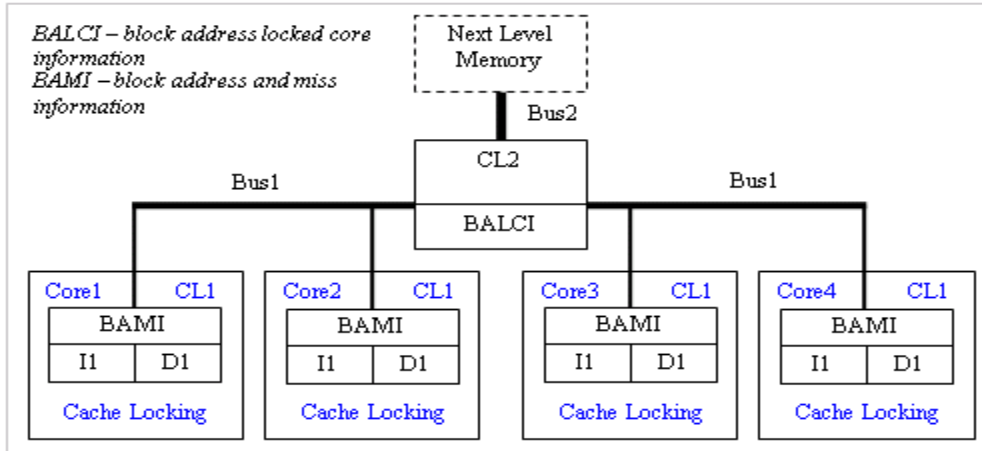 BALCI – block address locked core
information
BAMI – block address and miss
information
Next Level
Memory
Bus2
CL2
Bus1
Bus1
BALCI
Core1 CL1
BAMI
I1 D1
Cache Locking
Core2 CL1
BAMI
I1 D1
Cache Locking
Core3 CL1
BAMI
I1 D1
Cache Locking
Core4 CL1
BAMI
I1 D1
Cache Locking